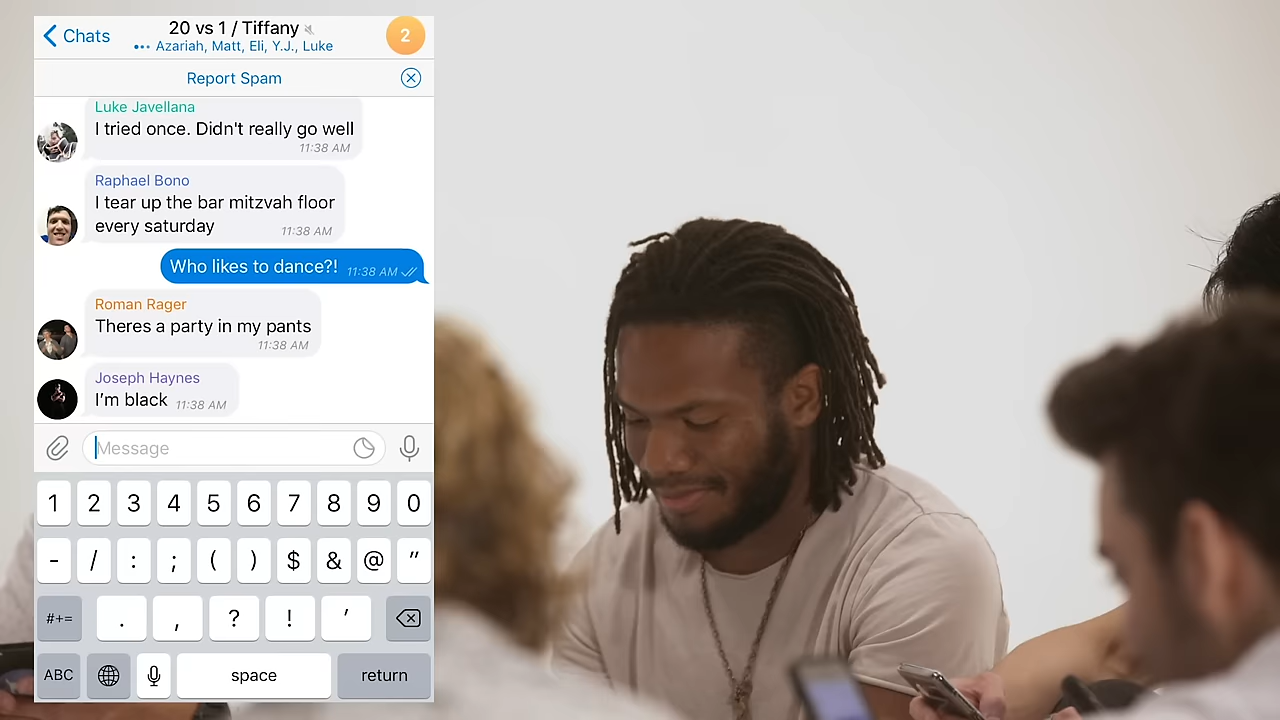 Chats
20 vs 1 / Tiffany
Azariah, Matt, Eli, Y.J., Luke
2
Report Spam
Luke Javellana
I tried once. Didn't really go well
11:38 AM
Raphael Bono
I tear up the bar mitzvah floor
every saturday
11:38 AM
Who likes to dance?! 11:38 AM
Roman Rager
Theres a party in my pants
11:38 AM
Joseph Haynes
I'm black 11:38 AM
Message
1 2 3 4 5 6 7 8 9 0
- / : ; ( ) $ & @ "
#+= . , ? ! '
ABC space return